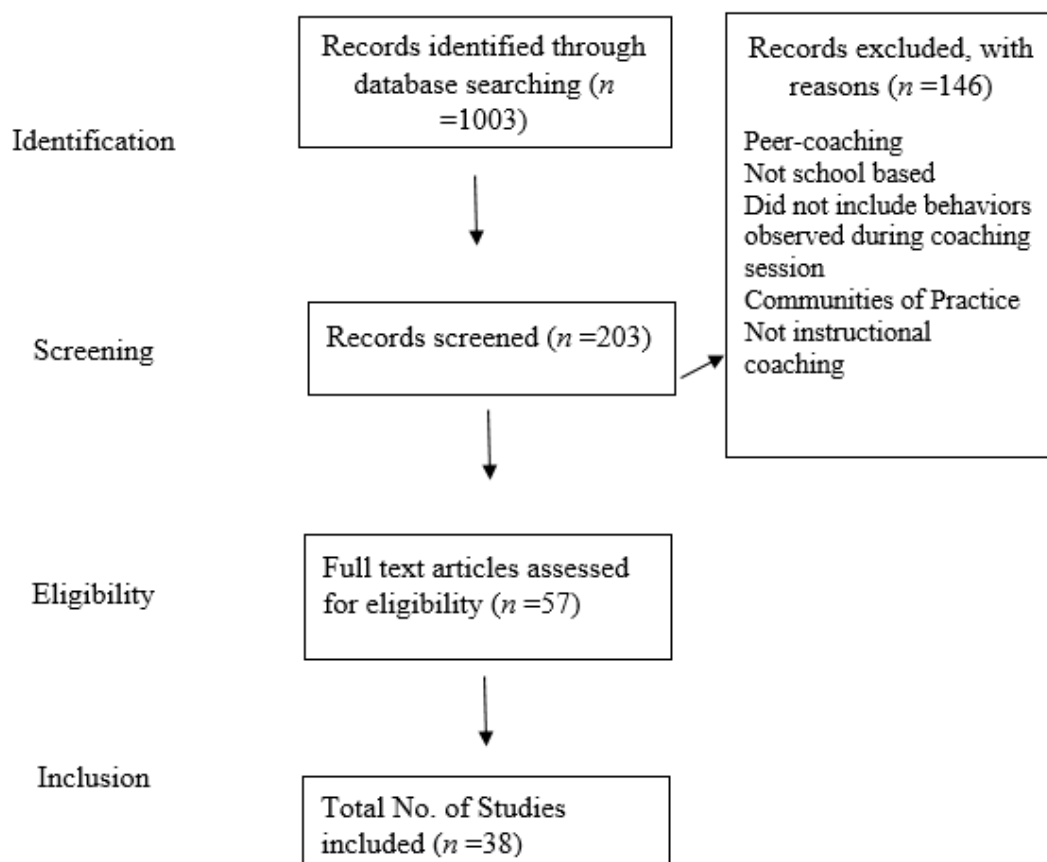 Identification
Records identified through
database searching (n
=1003)
Records excluded, with
reasons (n =146)
Peer-coaching
Not school based
Did not include behaviors
observed during coaching
session
Communities of Practice
Not instructional
coaching
Screening
Records screened (n =203)
Eligibility
Full text articles assessed
for eligibility (n =57)
Inclusion
Total No. of Studies
included (n =38)